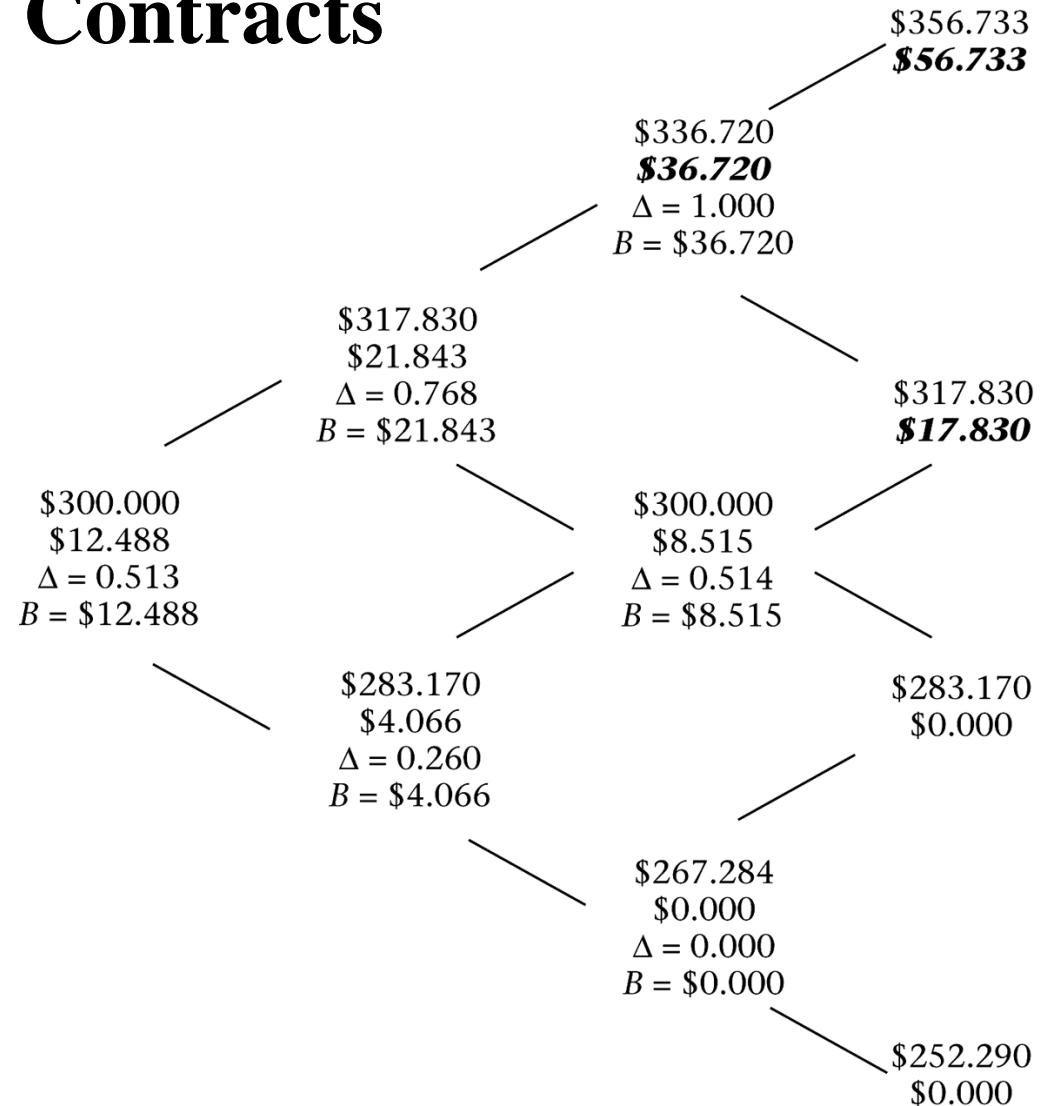 Contracts
$356.733
$56.733
$336.720
$36.720
Δ = 1.000
B = $36.720
$317.830
$21.843
Δ = 0.768
B = $21.843
$317.830
$17.830
$300.000
$12.488
Δ = 0.513
B = $12.488
$300.000
$8.515
Δ = 0.514
B = $8.515
$283.170
$4.066
Δ = 0.260
B = $4.066
$283.170
$0.000
$267.284
$0.000
Δ = 0.000
B = $0.000
$252.290
$0.000